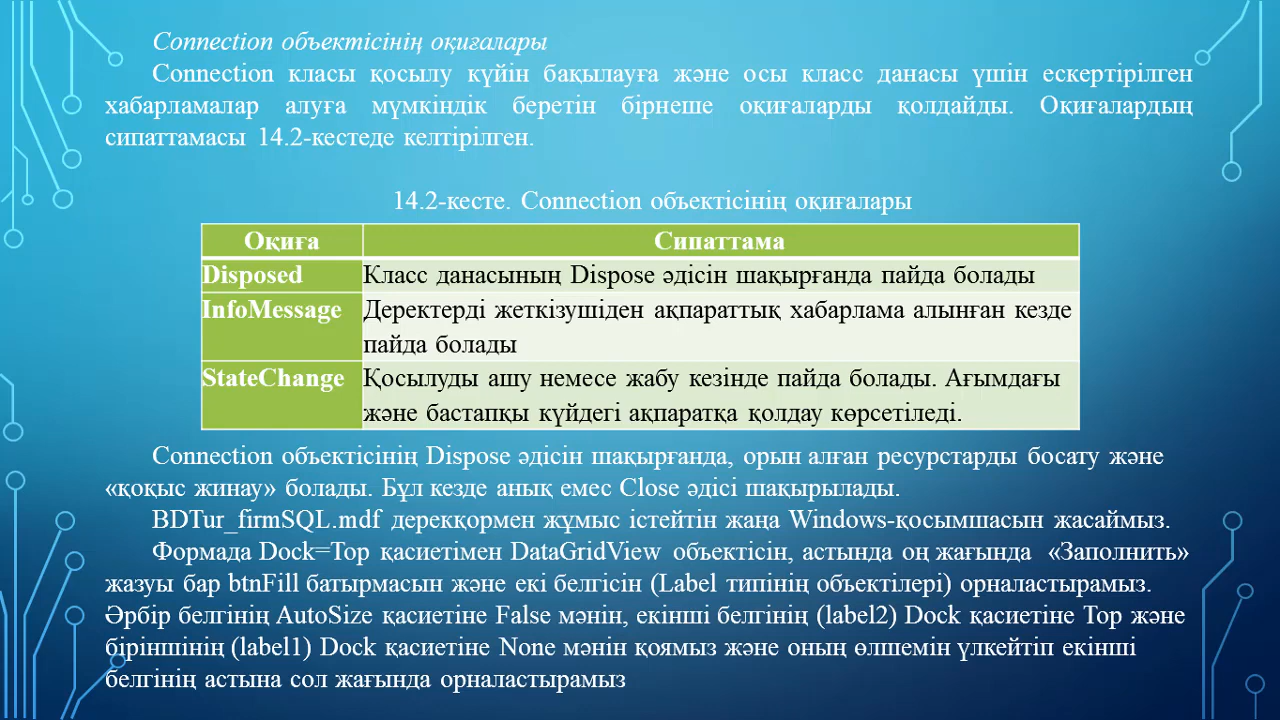 Connection объектісінің оқиғалары
Connection класы қосылу күйін бақылауға және осы класс данасы үшін ескертірілген
хабарламалар алуға мүмкіндік беретін бірнеше оқиғаларды қолдайды. Оқиғалардың
сипаттамасы 14.2-кестеде келтірілген.
14.2-кесте. Connection объектісінің оқиғалары
Оқиға Сипаттама
Disposed Класс данасының Dispose әдісін шақырғанда пайда болады
InfoMessage Деректерді жеткізушіден ақпараттық хабарлама алынған кезде
пайда болады
StateChange Қосылуды ашу немесе жабу кезінде пайда болады. Ағымдағы
және бастапқы күйдегі ақпаратқа қолдау көрсетіледі.
Connection объектісінің Dispose әдісін шақырғанда, орын алған ресурстарды босату және
«қоқыс жинау» болады. Бұл кезде анық емес Close әдісі шақырылады.
BDTur_firmSQL.mdf дерекқормен жұмыс істейтін жаңа Windows-қосымшасын жасаймыз.
Формада Dock=Top қасиетімен DataGridView объектісін, астында оң жағында «Заполнить»
жазуы бар btnFill батырмасын және екі белгісін (Label типінің объектілері) орналастырамыз.
Әрбір белгінің AutoSize қасиетіне False мәнін, екінші белгінің (label2) Dock қасиетіне Top және
біріншінің (label1) Dock қасиетіне None мәнін қоямыз және оның өлшемін үлкейтіп екінші
белгінің астына сол жағында орналастырамыз